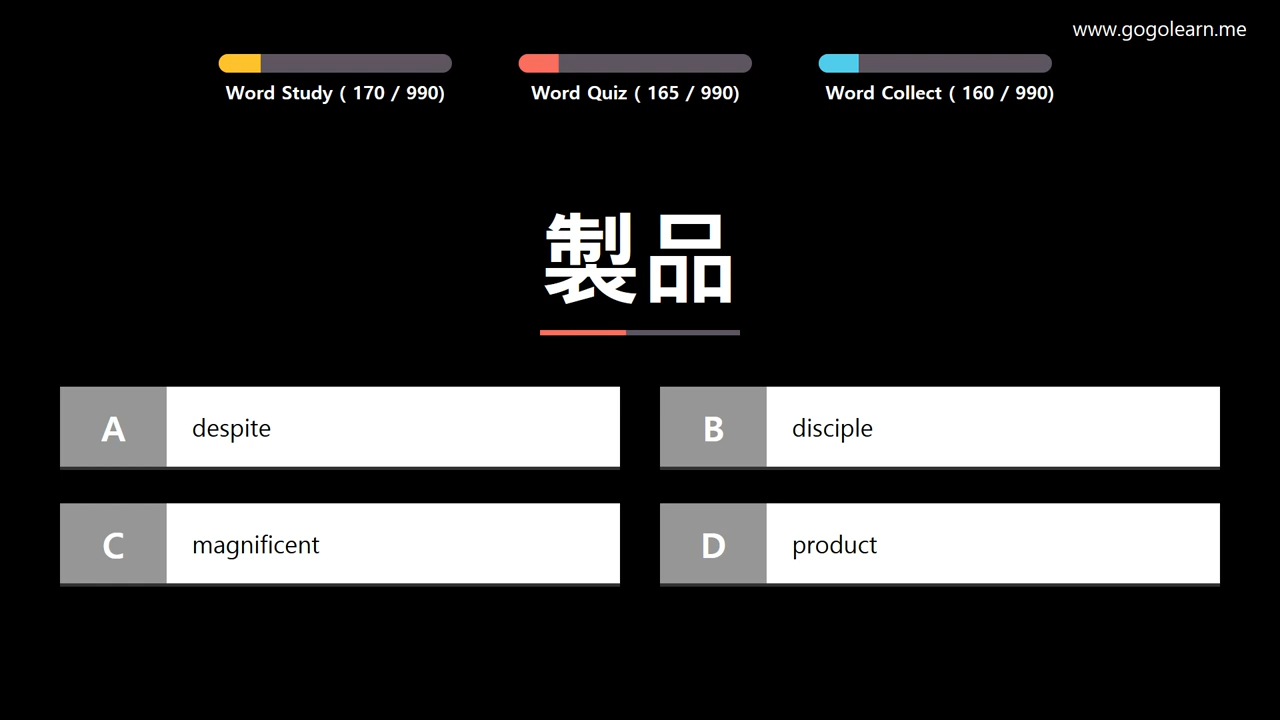 www.gogolearn.me
Word Study ( 170 / 990)
Word Quiz ( 165 / 990)
Word Collect ( 160 / 990)
製品
A despite
B disciple
C magnificent
D product